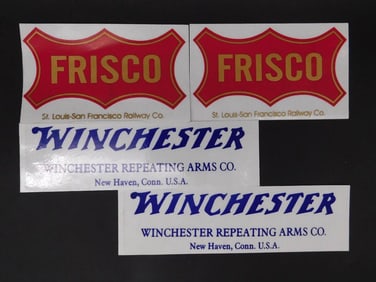 FRISCO
St. Louis-San Francisco Railway Co.
FRISCO
St. Louis-San Francisco Railway Co.
WINCHESTER
WINCHESTER REPEATING ARMS CO.
New Haven, Conn. U.S.A.
WINCHESTER
WINCHESTER REPEATING ARMS CO.
New Haven, Conn. U.S.A.